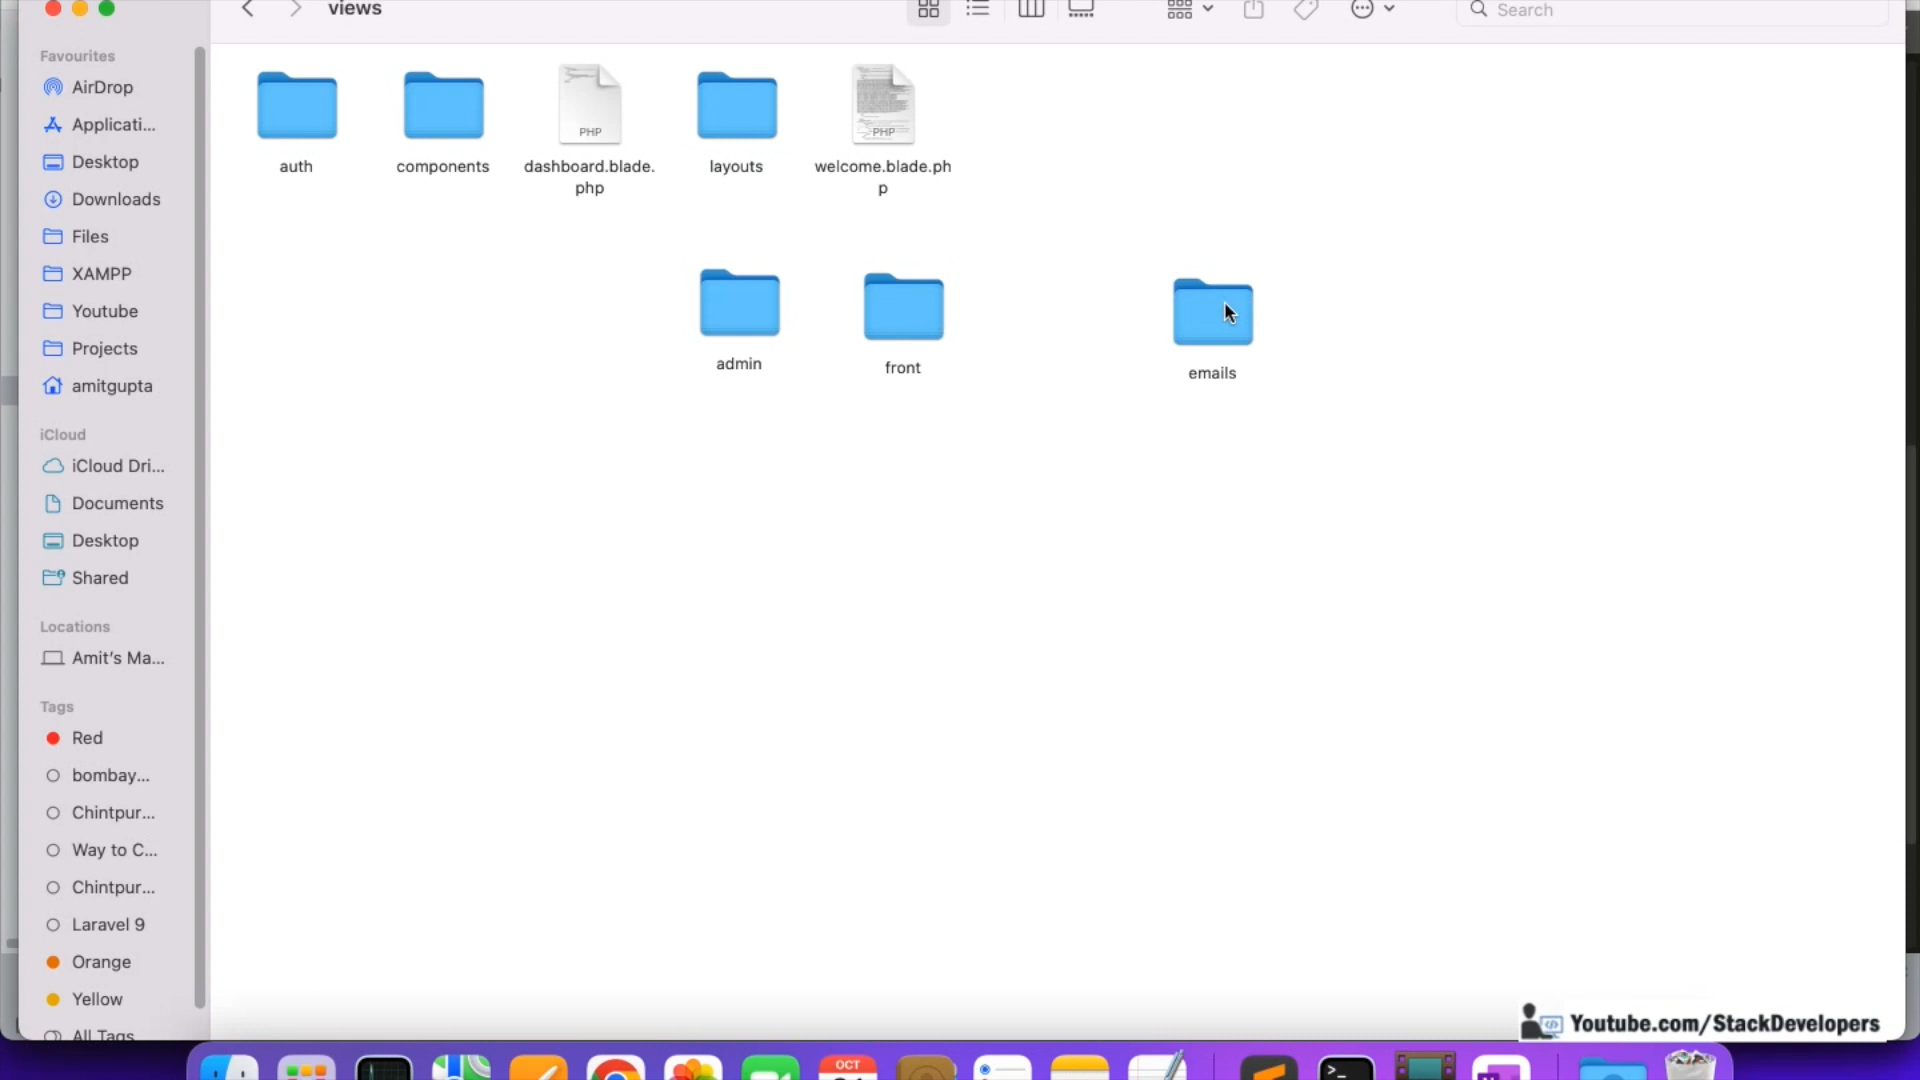 views
Search
Favourites
AirDrop
Applicati...
Desktop
Downloads
Files
XAMPP
Youtube
Projects
amitgupta
iCloud
iCloud Dri...
Documents
Desktop
Shared
Locations
Amit's Ma...
Tags
Red
bombay...
Chintpur...
Way to C...
Chintpur...
Laravel 9
Orange
Yellow
All Tags
auth
components
PHP
dashboard.blade.
php
layouts
PHP
welcome.blade.ph
p
admin
front
emails
Youtube.com/StackDevelopers
OCT